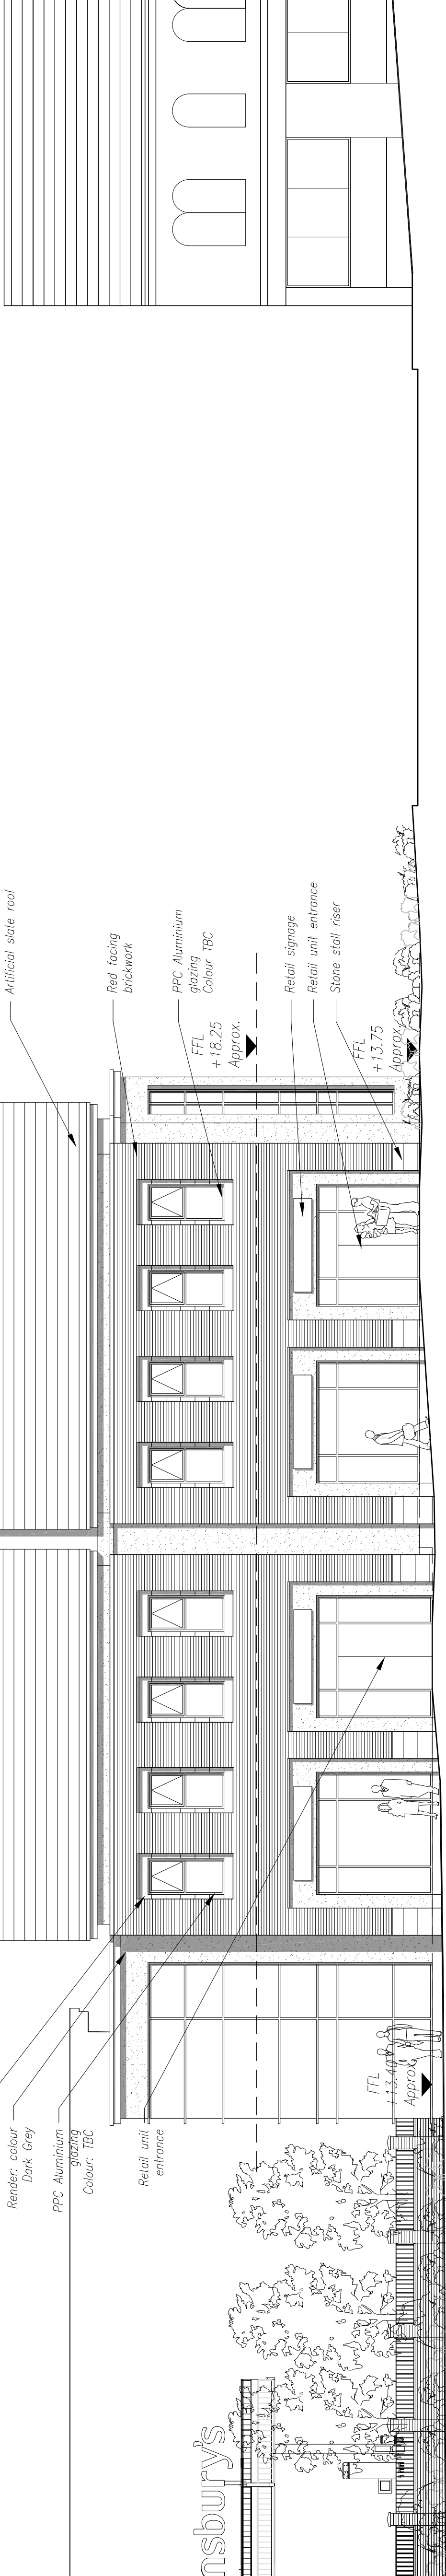 Artificial slate roof
Red facing
brickwork
PPC Aluminium
glazing
Colour TBC
FFL
+18.25
Approx.
Retail signage
Retail unit entrance
Stone stall riser
FFL
+13.75
Approx
Render: colour
Dark Grey
PPC Aluminium
glazing
Colour: TBC
Retail unit
entrance
FFL
+13.40
Approx.
nsbury's